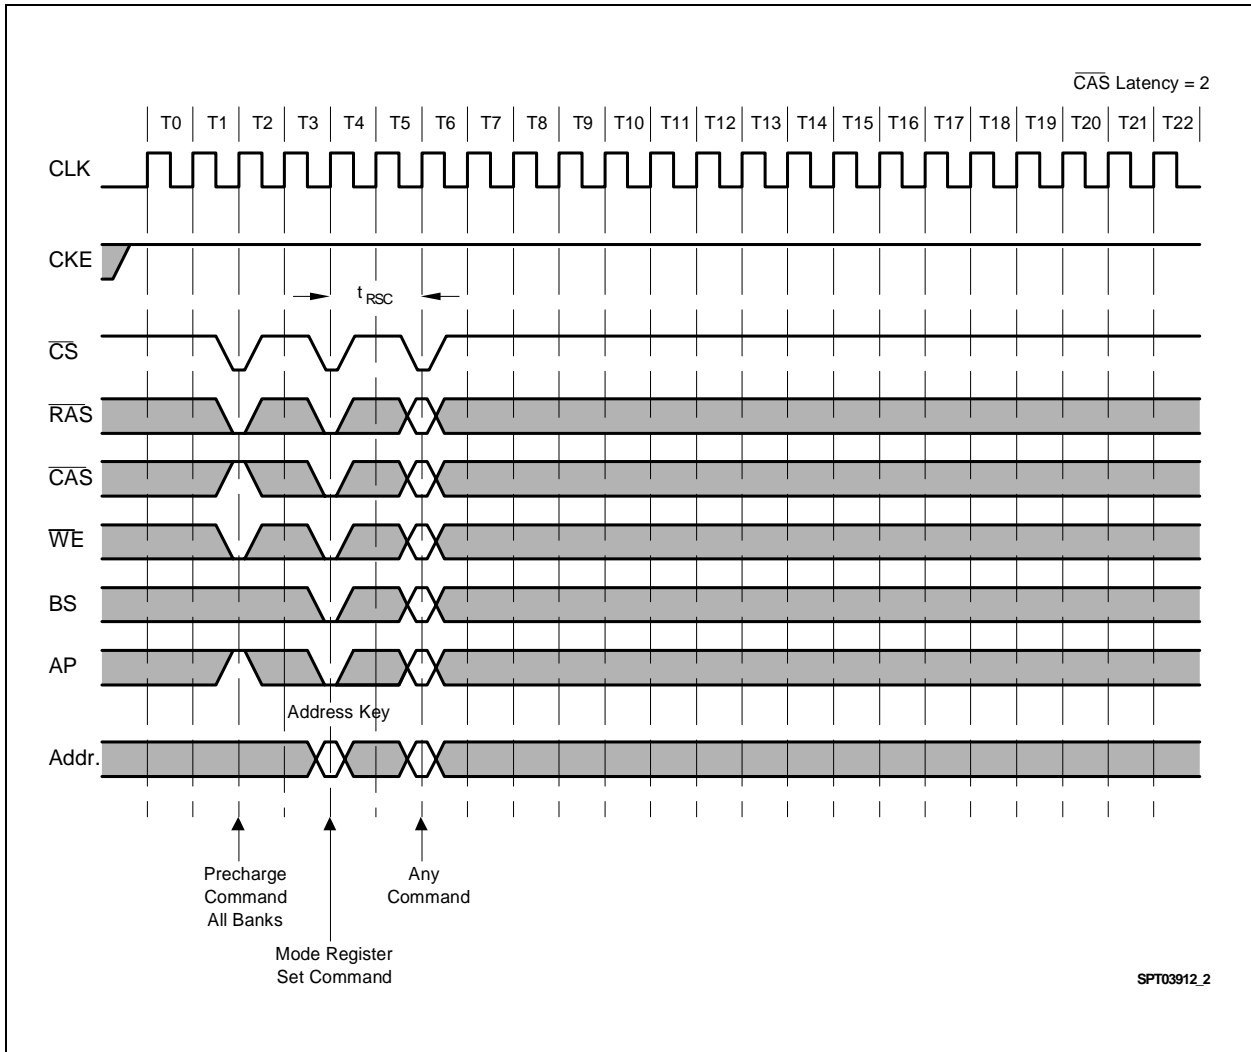 CAS Latency = 2
T0 T1 T2 T3 T4 T5 T6 T7 T8 T9 T10 T11 T12 T13 T14 T15 T16 T17 T18 T19 T20 T21 T22
CLK
CKE
t RSC
CS
RAS
CAS
WE
BS
AP
Address Key
Addr.
Precharge
Command
All Banks
Any
Command
Mode Register
Set Command
SPT03912_2